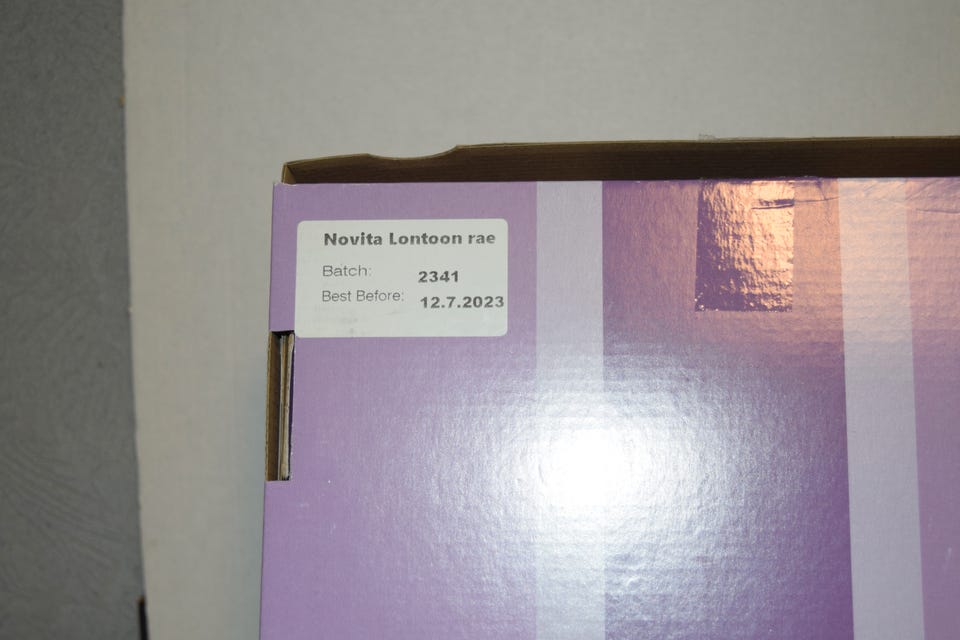 Novita Lontoon rae
Batch: 2341
Best Before: 12.7.2023